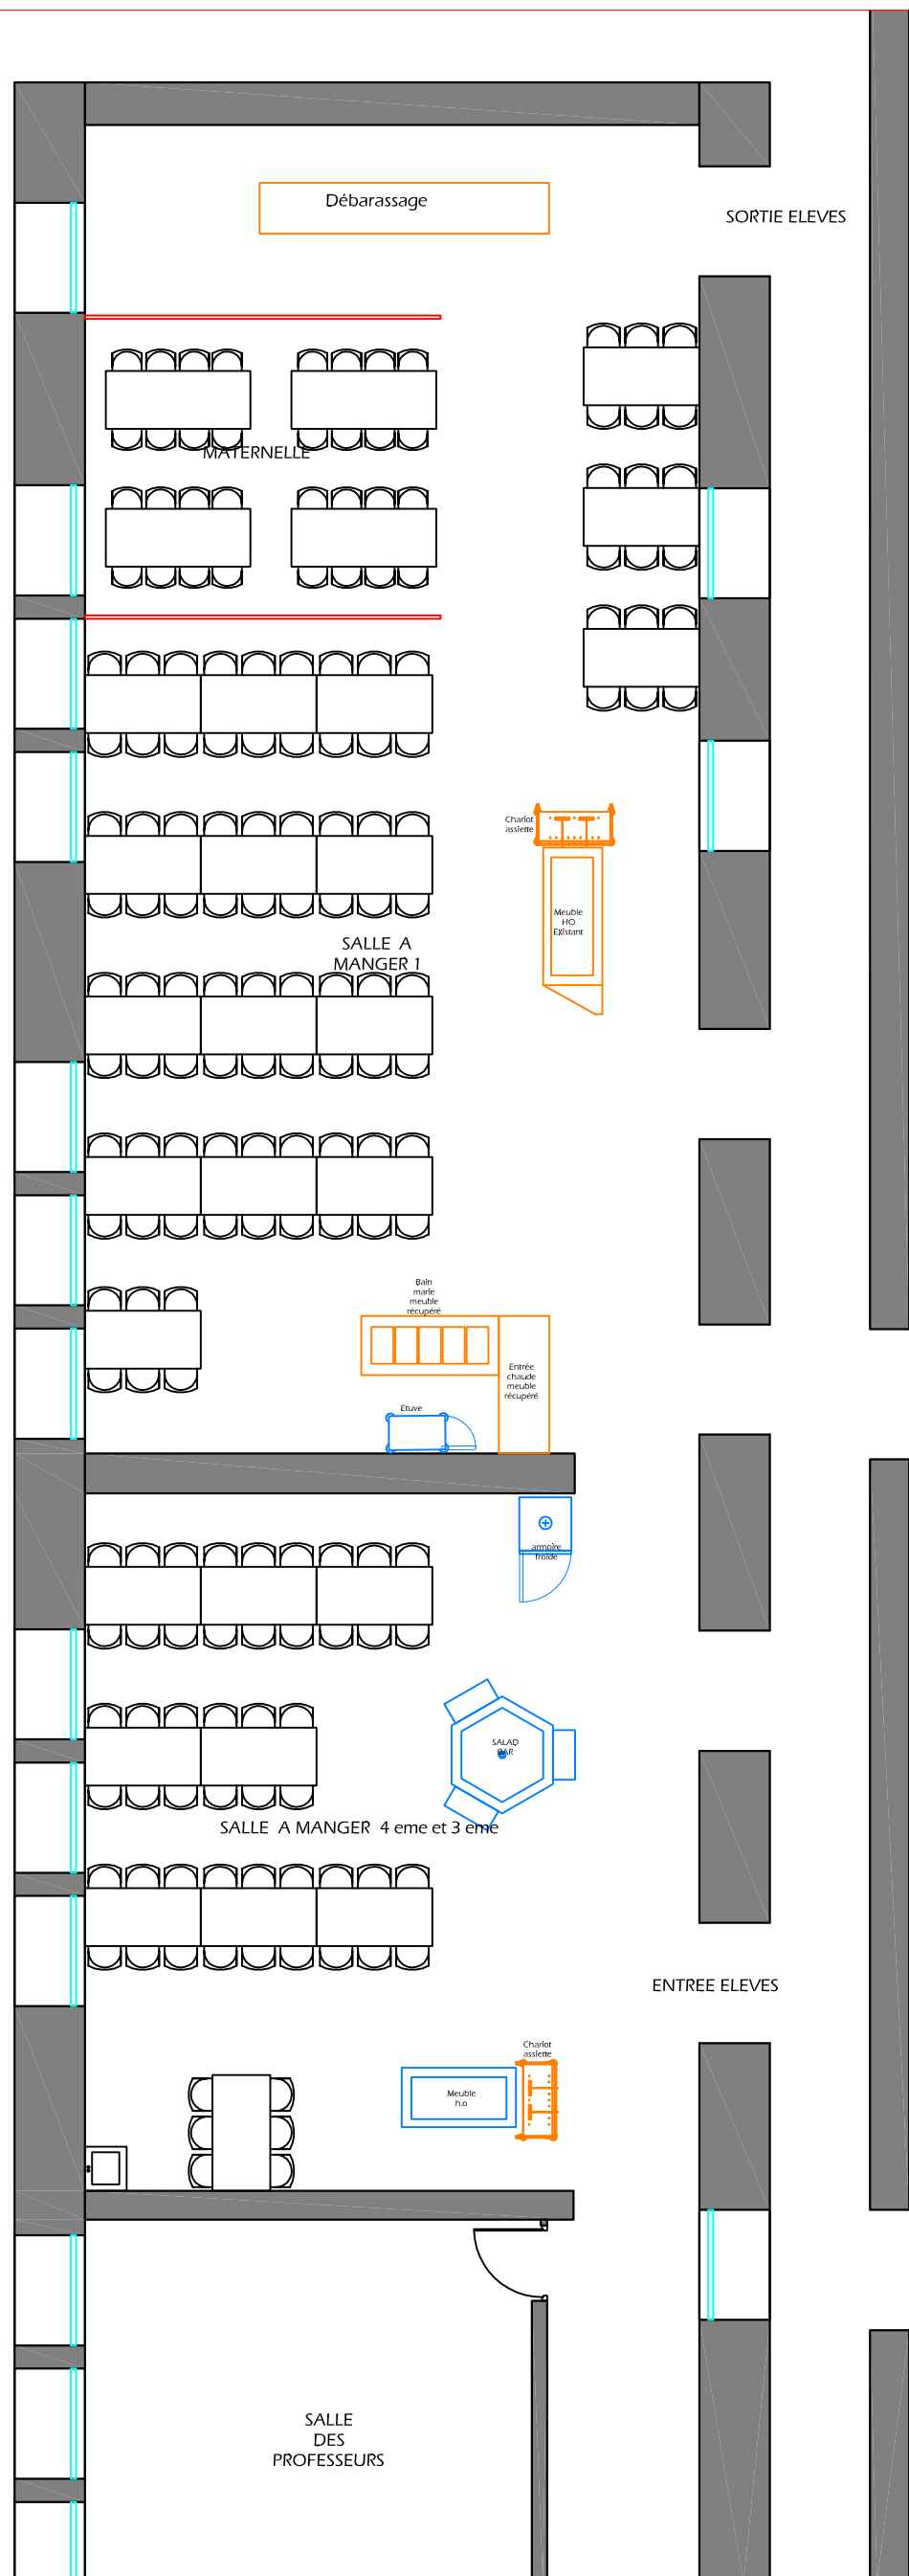 Débarassage
SORTIE ELEVES
MATERNELLE
Chariot
assiette
Meuble
HO
EXistant
SALLE A
MANGER 1
Bain
marie
meuble
récupéré
Entrée
chaude
meuble
récupéré
Etuve
armoire
froide
SALAD
BAR
SALLE A MANGER 4 eme et 3 eme
ENTREE ELEVES
Chariot
assiette
Meuble
h.o
SALLE
DES
PROFESSEURS